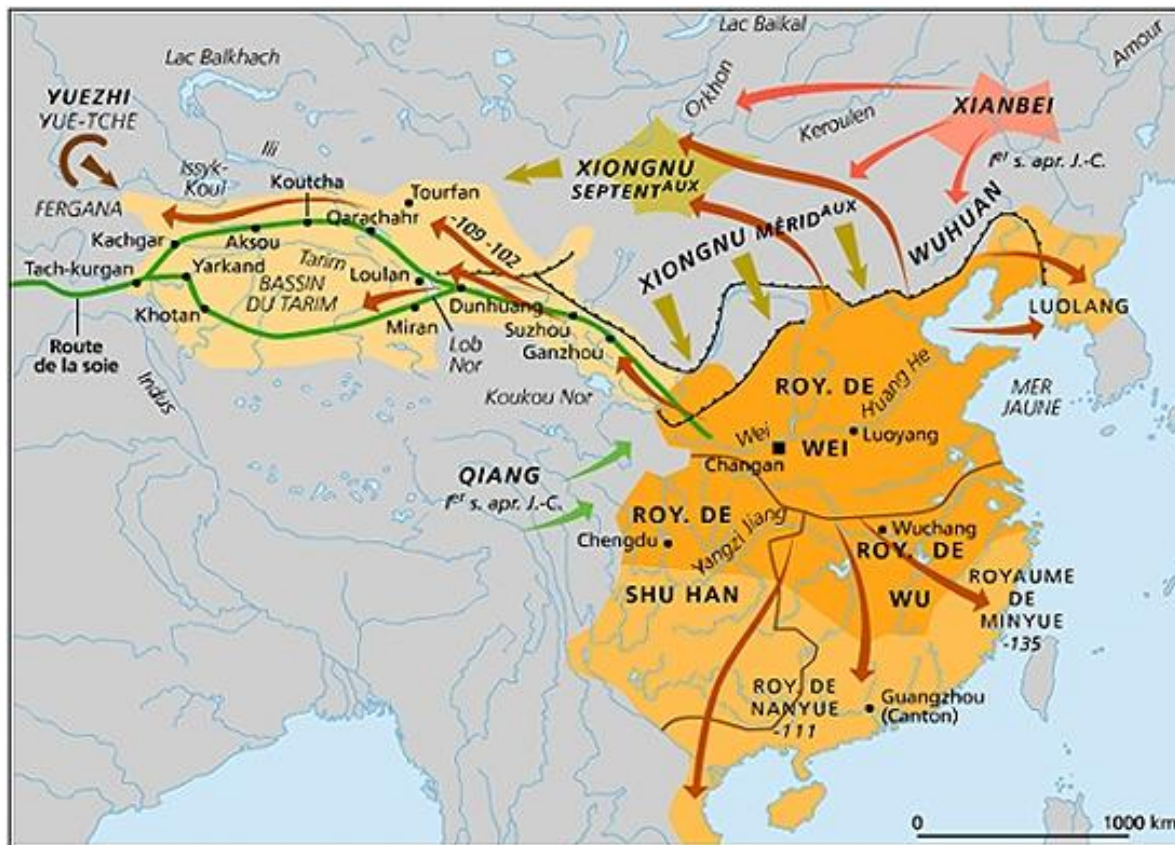 Lac Baïkal
Lac Balkhach
Amour
Orkhon
YUEZHI
YUE-TCHE
XIANBEI
Keroulen
Iᵉʳ s. apr. J.-C.
Ili
Issyk-
Koul
XIONGNU
SEPTENTᴬᵁˣ
Koutcha
Tourfan
FERGANA
Qarachahr
-109 -102
XIONGNU MÉRIDᴬᵁˣ
WUHUAN
Kachgar
Aksou
Tach-kurgan
Yarkand
Tarim
Loulan
BASSIN
DU TARIM
Dunhuang
LUOLANG
Khotan
Miran
Suzhou
Route
de la soie
Lob
Nor
Ganzhou
Indus
Koukou Nor
ROY. DE
WEI
Huang He
MER
JAUNE
Wei
Luoyang
Changan
QIANG
Iᵉʳ s. apr. J.-C.
ROY. DE
SHU HAN
Chengdu
Yangzi Jiang
Wuchang
ROY. DE
WU
ROYAUME
DE
MINYUE
-135
ROY. DE
NANYUE
-111
Guangzhou
(Canton)
0 1000 km